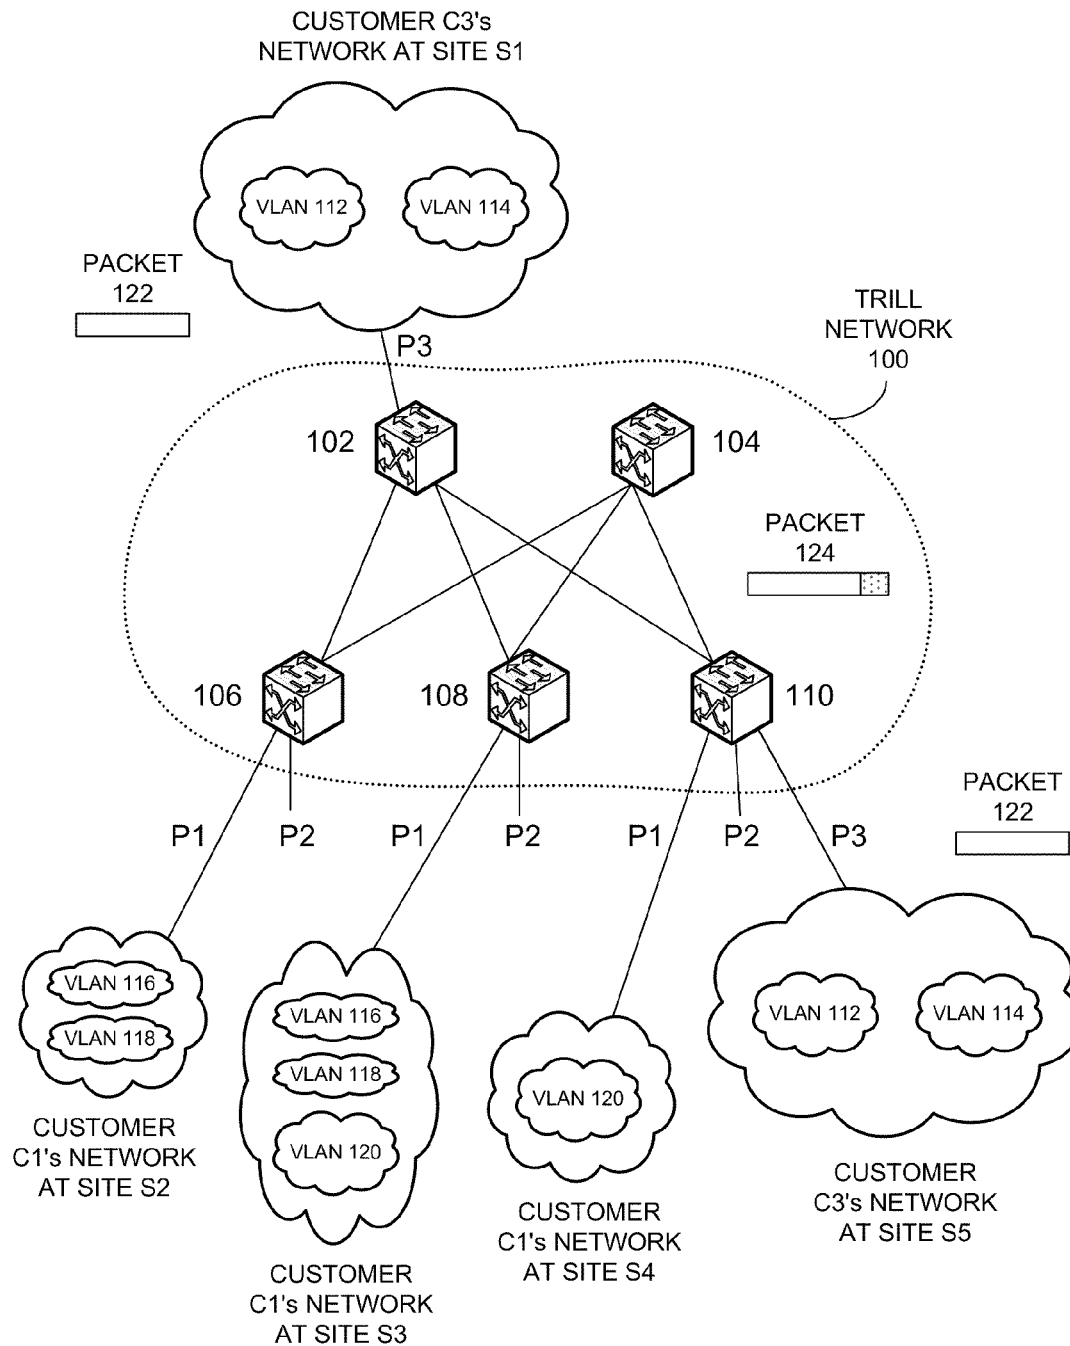 CUSTOMER C3's
NETWORK AT SITE S1
VLAN 112
VLAN 114
PACKET
122
TRILL
NETWORK
100
P3
102
104
PACKET
124
106
108
110
PACKET
122
P1
P2
P1
P2
P1
P2
P3
VLAN 116
VLAN 118
CUSTOMER
C1's NETWORK
AT SITE S2
VLAN 116
VLAN 118
VLAN 120
CUSTOMER
C1's NETWORK
AT SITE S3
VLAN 120
CUSTOMER
C1's NETWORK
AT SITE S4
VLAN 112
VLAN 114
CUSTOMER
C3's NETWORK
AT SITE S5